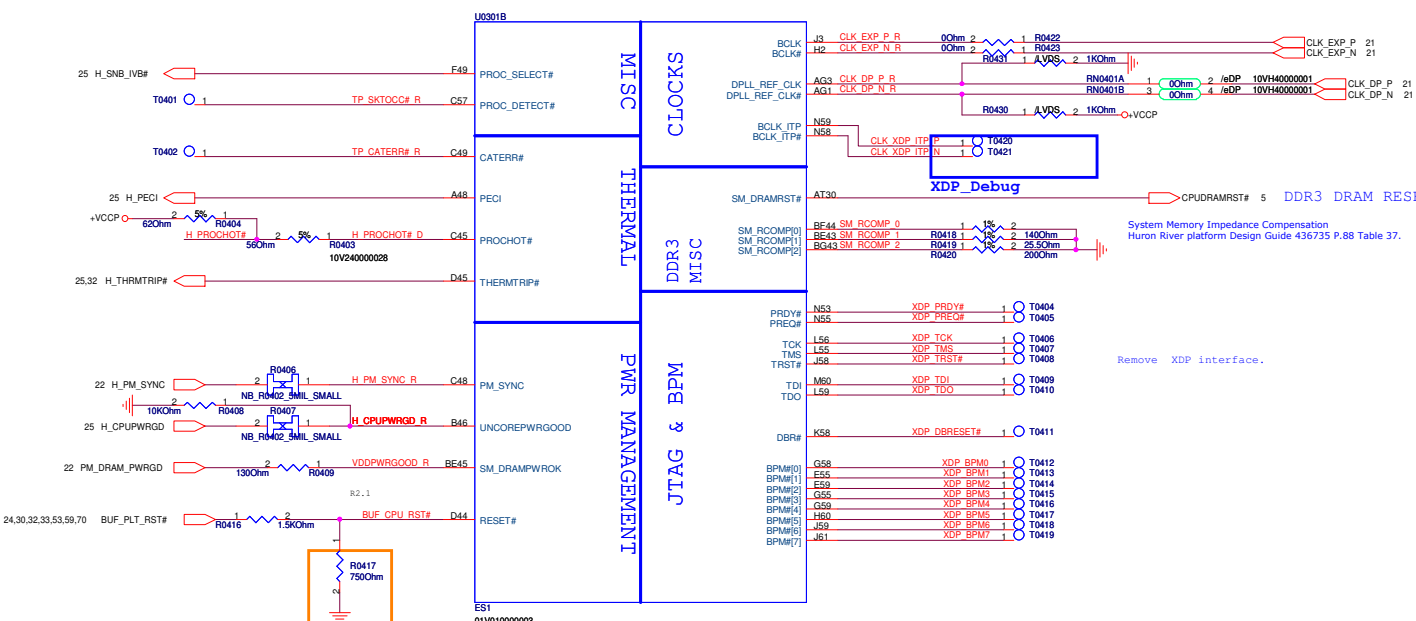 U0301B
MISC
25 H_SNB_IVB#
F49
PROC_SELECT#
T0401
1
TP_SKTOCC#_R
C57
PROC_DETECT#
T0402
1
TP_CATERR#_R
C49
CATERR#
THERMAL
25 H_PECI
A48
PECI
+VCCP
2
5%
1
62Ohm
R0404
H_PROCHOT#
2
5%
1
56Ohm
R0403
10V240000028
H_PROCHOT#_D
C45
PROCHOT#
25,32 H_THRMTRIP#
D45
THERMTRIP#
PWR MANAGEMENT
22 H_PM_SYNC
R0406
2
1
NB_R0402_5MIL_SMALL
H_PM_SYNC_R
C48
PM_SYNC
2
1
10KOhm
R0408
25 H_CPUPWRGD
R0407
2
1
NB_R0402_5MIL_SMALL
H_CPUPWRGD_R
B46
UNCOREPWRGOOD
22 PM_DRAM_PWRGD
2
1
130Ohm
R0409
VDDPWRGOOD_R
BE45
SM_DRAMPWROK
R2.1
24,30,32,33,53,59,70 BUF_PLT_RST#
1
2
R0416
1.5KOhm
BUF_CPU_RST#
D44
RESET#
1
R0417
750Ohm
2
ES1
01V010000003
CLOCKS
BCLK
J3
CLK_EXP_P_R
0Ohm
2
1
R0422
CLK_EXP_P 21
BCLK#
H2
CLK_EXP_N_R
0Ohm
2
1
R0423
CLK_EXP_N 21
R0431
1
/LVDS
2
1KOhm
DPLL_REF_CLK
AG3
CLK_DP_P_R
RN0401A
1
0Ohm
2
/eDP
10VH40000001
CLK_DP_P 21
DPLL_REF_CLK#
AG1
CLK_DP_N_R
RN0401B
3
0Ohm
4
/eDP
10VH40000001
CLK_DP_N 21
R0430
1
/LVDS
2
1KOhm
+VCCP
BCLK_ITP
N59
BCLK_ITP#
N58
CLK_XDP_ITP_P
1
T0420
CLK_XDP_ITP_N
1
T0421
XDP_Debug
DDR3
MISC
SM_DRAMRST#
AT30
CPUDRAMRST# 5
DDR3 DRAM RESE
SM_RCOMP[0]
BF44
SM_RCOMP_0
R0418
1
1%
2
140Ohm
SM_RCOMP[1]
BE43
SM_RCOMP_1
R0419
1
1%
2
25.5Ohm
SM_RCOMP[2]
BG43
SM_RCOMP_2
R0420
1
1%
2
200Ohm
System Memory Impedance Compensation
Huron River platform Design Guide 436735 P.88 Table 37.
JTAG & BPM
PRDY#
N53
XDP_PRDY#
1
T0404
PREQ#
N55
XDP_PREQ#
1
T0405
TCK
L56
XDP_TCK
1
T0406
TMS
L55
XDP_TMS
1
T0407
TRST#
J58
XDP_TRST#
1
T0408
Remove XDP interface.
TDI
M60
XDP_TDI
1
T0409
TDO
L59
XDP_TDO
1
T0410
DBR#
K58
XDP_DBRESET#
1
T0411
BPM#[0]
G58
XDP_BPM0
1
T0412
BPM#[1]
E55
XDP_BPM1
1
T0413
BPM#[2]
E59
XDP_BPM2
1
T0414
BPM#[3]
G55
XDP_BPM3
1
T0415
BPM#[4]
G59
XDP_BPM4
1
T0416
BPM#[5]
H60
XDP_BPM5
1
T0417
BPM#[6]
J59
XDP_BPM6
1
T0418
BPM#[7]
J61
XDP_BPM7
1
T0419